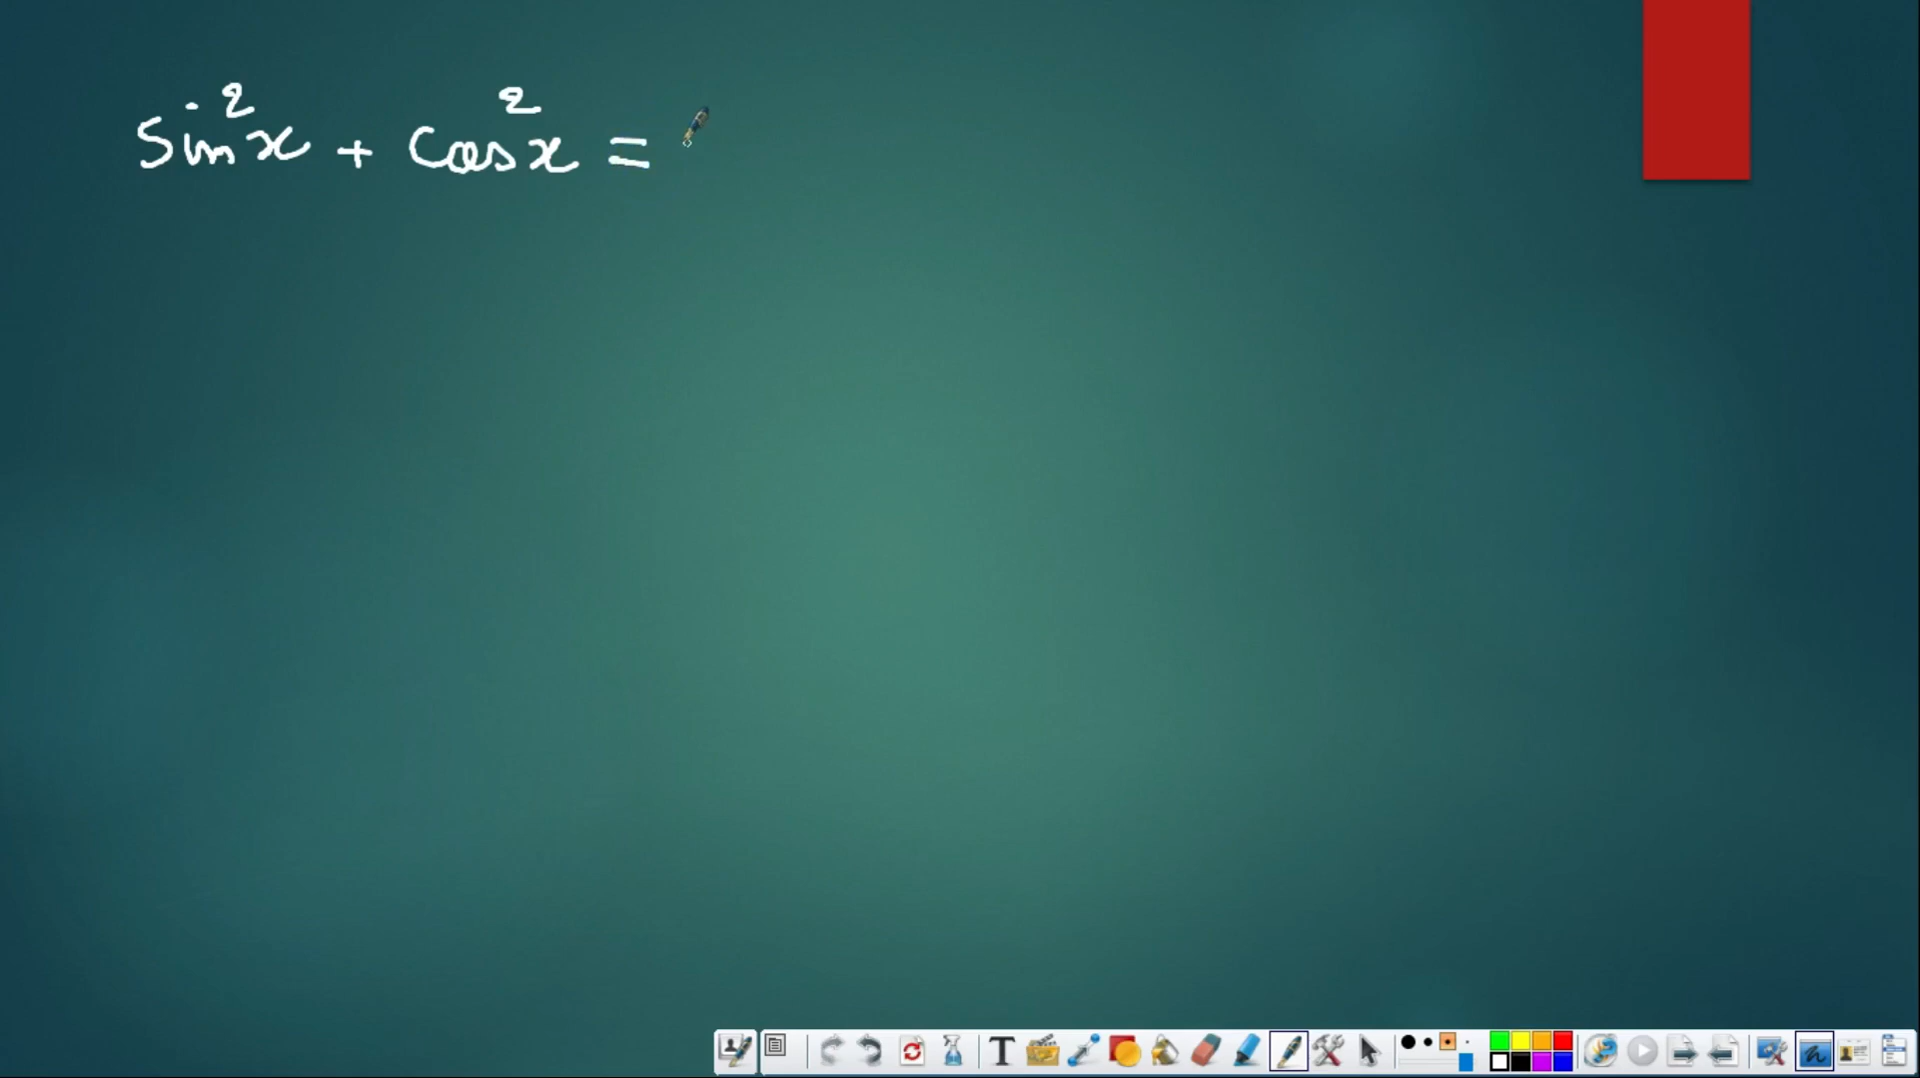 Sin²x + Cos²x =